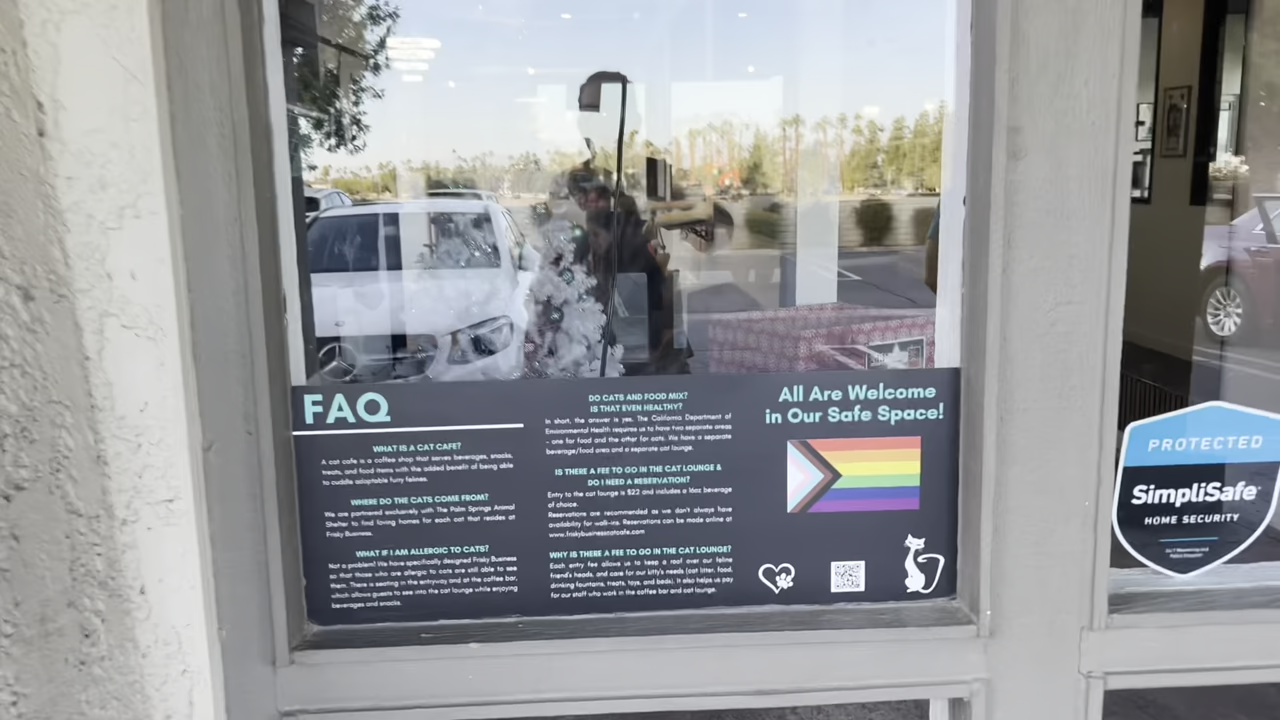 FAQ
WHAT IS A CAT CAFE?
A cat cafe is a coffee shop that serves beverages, snacks,
treats, and food items with the added benefit of being able
to cuddle adoptable furry felines.
WHERE DO THE CATS COME FROM?
We are partnered exclusively with The Palm Springs Animal
Shelter to find loving homes for each cat that resides at
Frisky Business.
WHAT IF I AM ALLERGIC TO CATS?
Not a problem! We have specifically designed Frisky Business
so that those who are allergic to cats are still able to see
them. There is seating in the entryway and at the coffee bar,
which allows guests to see into the cat lounge while enjoying
beverages and snacks.
DO CATS AND FOOD MIX?
IS THAT EVEN HEALTHY?
In short, the answer is yes. The California Department of
Environmental Health requires us to have two separate areas
- one for food and the other for cats. We have a separate
beverage/food area and a separate cat lounge.
IS THERE A FEE TO GO IN THE CAT LOUNGE &
DO I NEED A RESERVATION?
Entry to the cat lounge is $22 and includes a 16oz beverage
of choice.
Reservations are recommended as we don't always have
availability for walk-ins. Reservations can be made online at
www.friskybusinesscatcafe.com
WHY IS THERE A FEE TO GO IN THE CAT LOUNGE?
Each entry fee allows us to keep a roof over our feline
friend's heads, and care for our kitty's needs (cat litter, food,
drinking fountains, treats, toys, and beds). It also helps us pay
for our staff who work in the coffee bar and cat lounge.
All Are Welcome
in Our Safe Space!
PROTECTED
SimpliSafe
HOME SECURITY